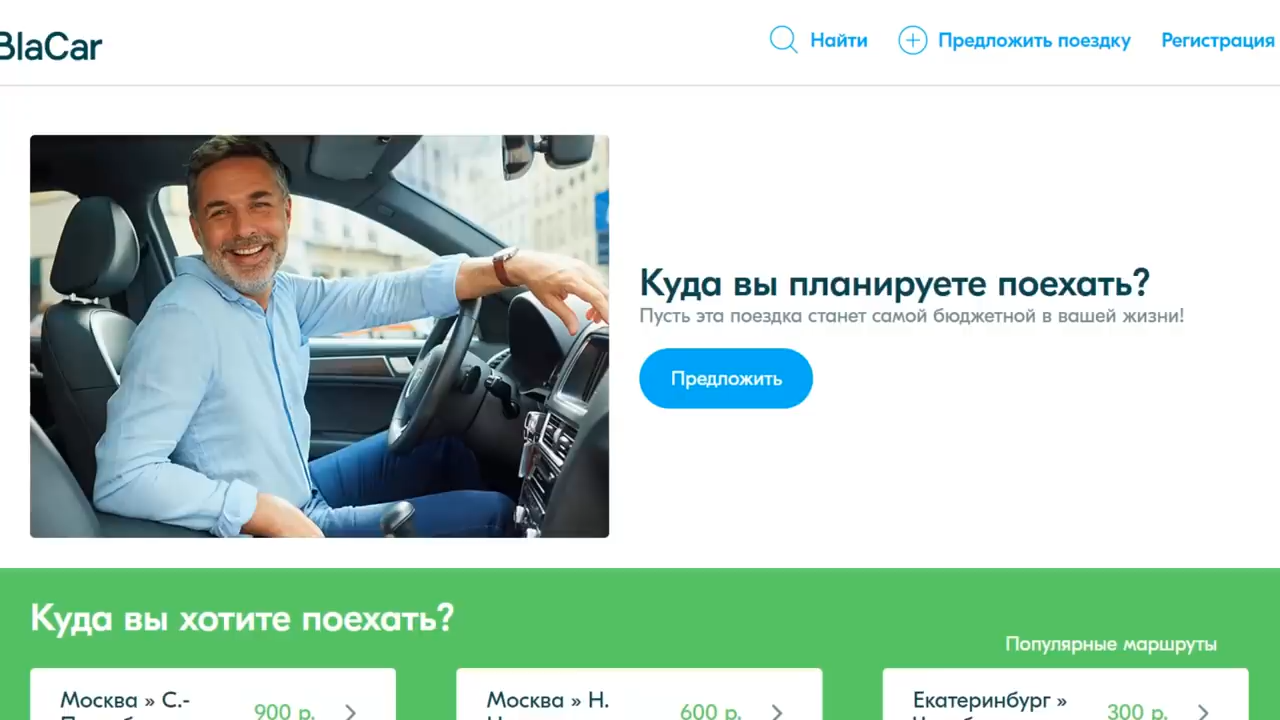 BlaCar
Найти
Предложить поездку
Регистрация
Куда вы планируете поехать?
Пусть эта поездка станет самой бюджетной в вашей жизни!
Предложить
Куда вы хотите поехать?
Популярные маршруты
Москва » С.-
900 р.
Москва » Н.
600 р.
Екатеринбург »
300 р.